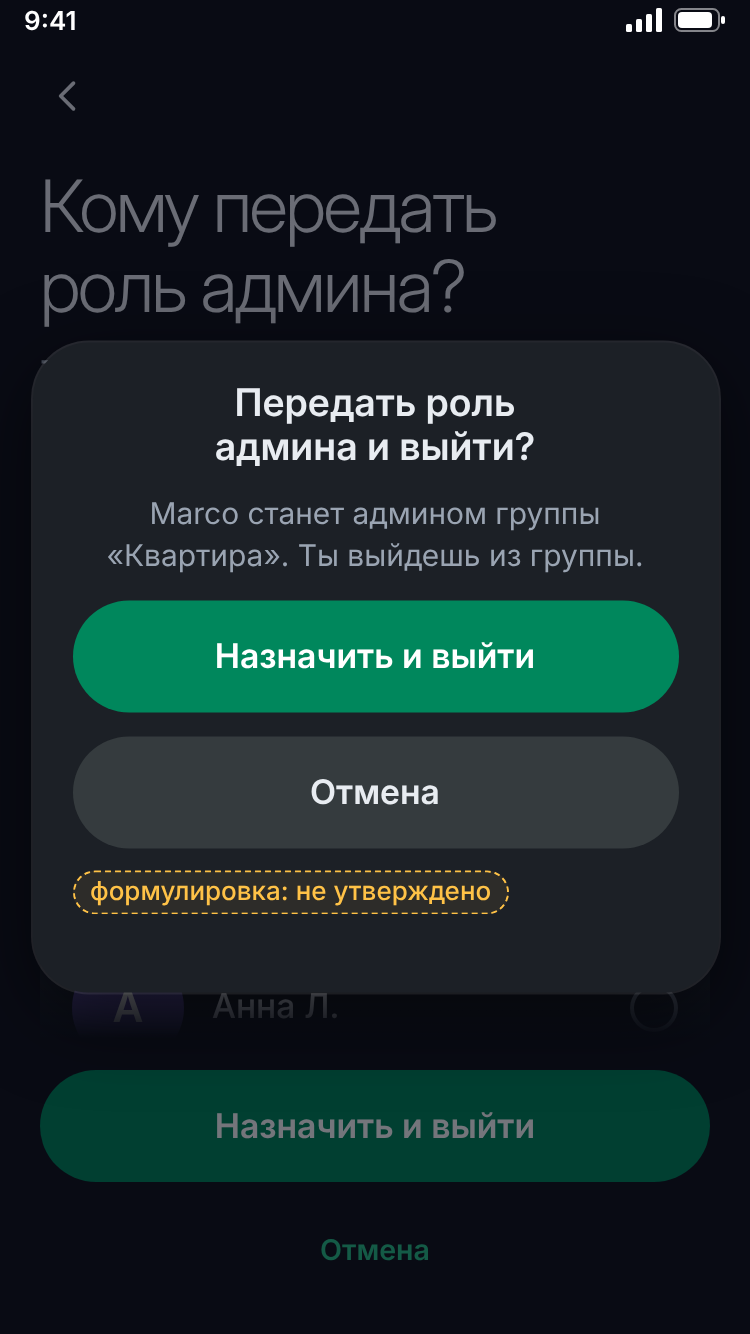 9:41
Кому передать
роль админа?
Передать роль
админа и выйти?
Marco станет админом группы
«Квартира». Ты выйдешь из группы.
Назначить и выйти
Отмена
формулировка: не утверждено
А Анна Л.
Назначить и выйти
Отмена